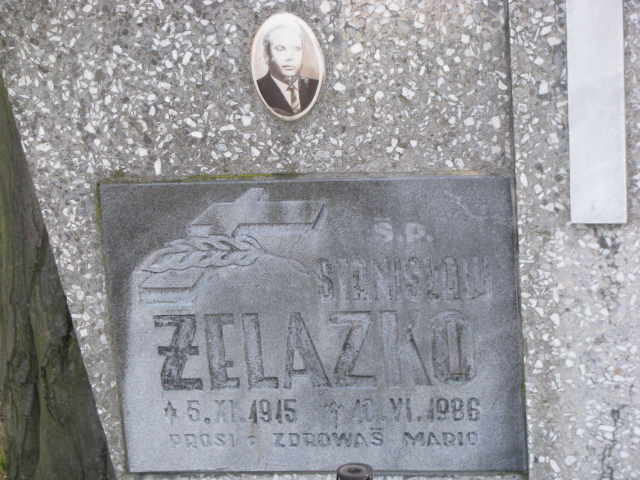 Ś.P.
STANISŁAW
ŻELAZKO
* 5.XI.1915 ✝ 10.VI.1986
PROSI O ZDROWAŚ MARIO